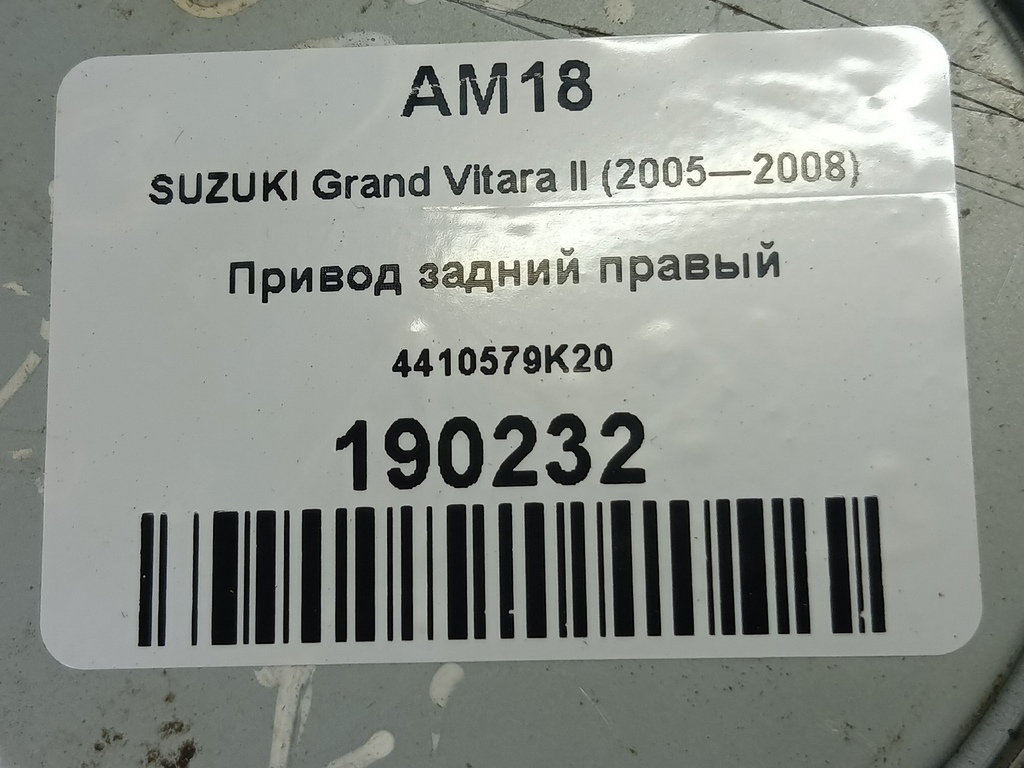 AM18
SUZUKI Grand Vitara II (2005—2008)
Привод задний правый
4410579K20
190232